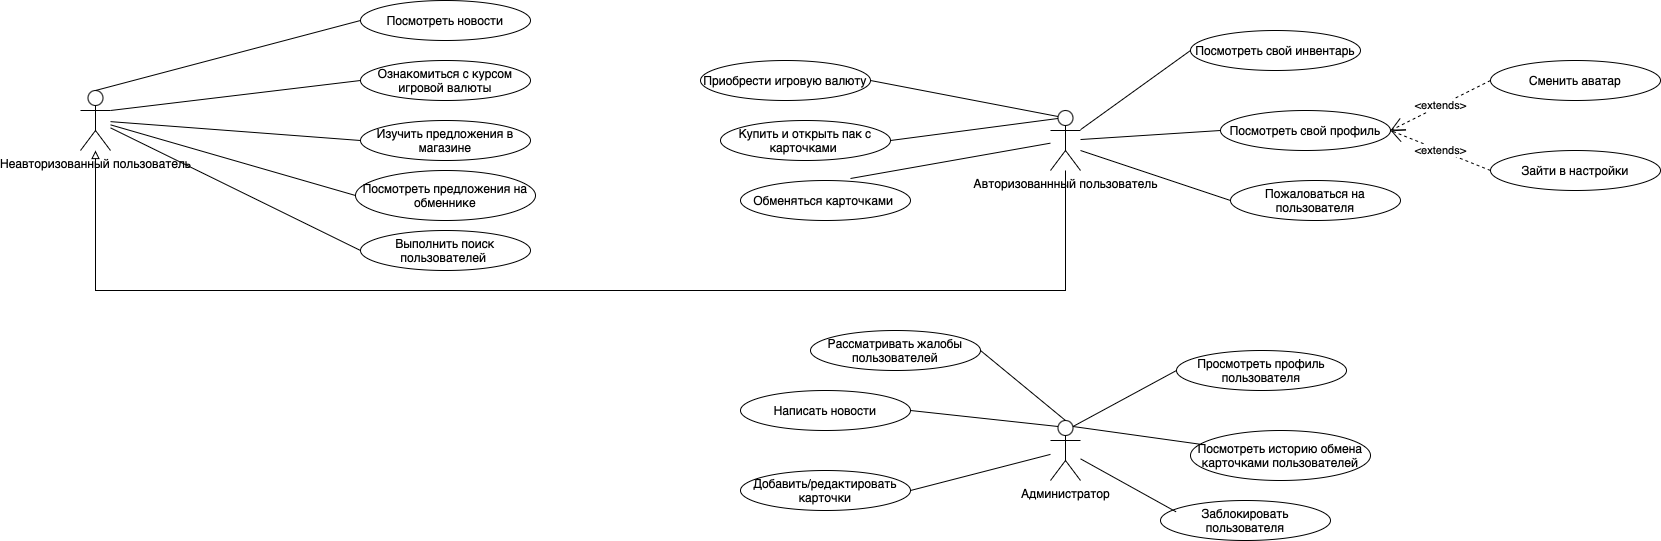 Посмотреть новости
Ознакомиться с курсом
игровой валюты
Изучить предложения в
магазине
Неавторизованный пользователь
Посмотреть предложения на
обменнике
Выполнить поиск
пользователей
Посмотреть свой инвентарь
Приобрести игровую валюту
Сменить аватар
<extends>
Купить и открыть пак с
карточками
Посмотреть свой профиль
<extends>
Зайти в настройки
Авторизованнный пользователь
Обменяться карточками
Пожаловаться на
пользователя
Рассматривать жалобы
пользователей
Просмотреть профиль
пользователя
Написать новости
Посмотреть историю обмена
карточками пользователей
Добавить/редактировать
карточки
Администратор
Заблокировать
пользователя